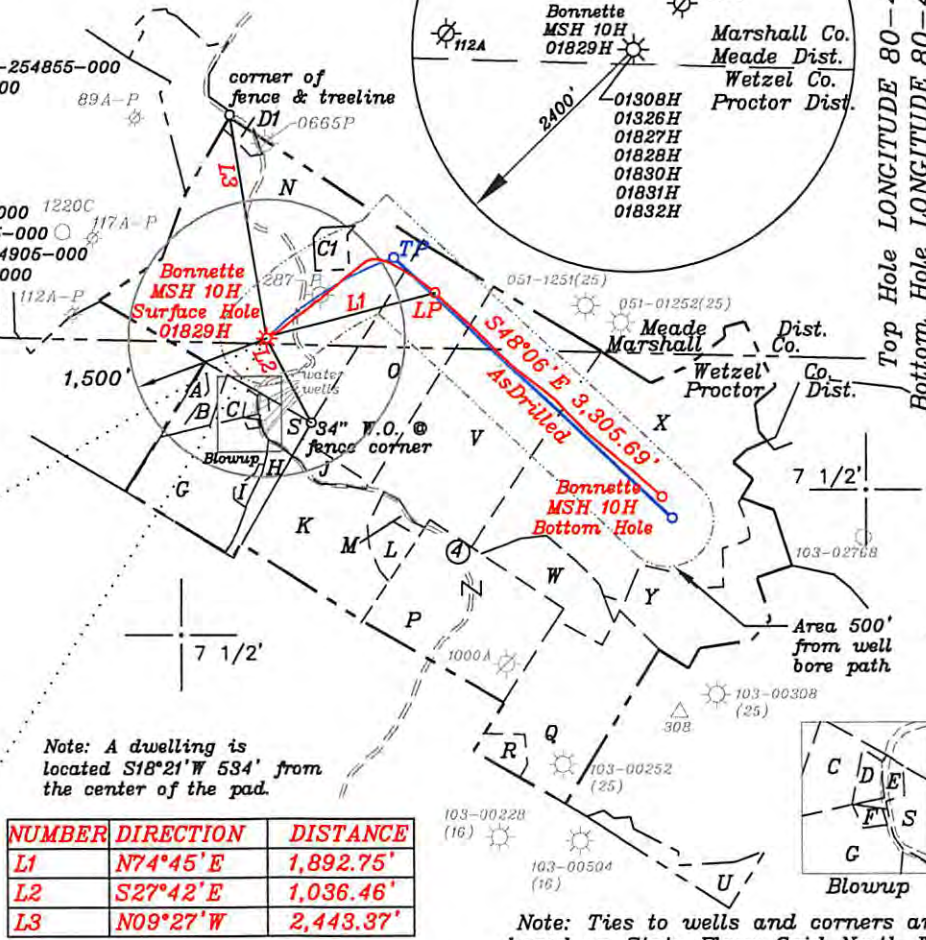 Bonnette
MSH 10H
01829H
112A
Marshall Co.
Meade Dist.
Wetzel Co.
Proctor Dist.
2400'
01308H
01326H
01827H
01828H
01830H
01831H
01832H
Top Hole LONGITUDE 80-
Bottom Hole LONGITUDE 80-
-254855-000
00
89A-P
corner of
fence & treeline
D1
0665P
L3
N
000
1220C
-000
117A-P
4905-000
000
112A-P
Bonnette
MSH 10H
Surface Hole
01829H
287-P
C1
TP
L1
LP
051-1251(25)
051-01252(25)
Meade Dist.
Marshall Co.
Wetzel Co.
Proctor Dist.
S48°06'E 3,305.69'
As Drilled
1,500'
L2
water
wells
O
A
B
C
S
34" W.O. @
fence corner
Blowup
H
J
G
I
V
X
K
M
L
4
P
W
Y
Bonnette
MSH 10H
Bottom Hole
7 1/2'
103-02768
Area 500'
from well
bore path
7 1/2'
1000A
103-00308
(25)
308
Q
R
103-00252
(25)
103-00228
(16)
103-00504
(16)
U
Note: A dwelling is
located S18°21'W 534' from
the center of the pad.
NUMBER DIRECTION DISTANCE
L1 N74°45'E 1,892.75'
L2 S27°42'E 1,036.46'
L3 N09°27'W 2,443.37'
C D E
F S
G
Blowup
Note: Ties to wells and corners